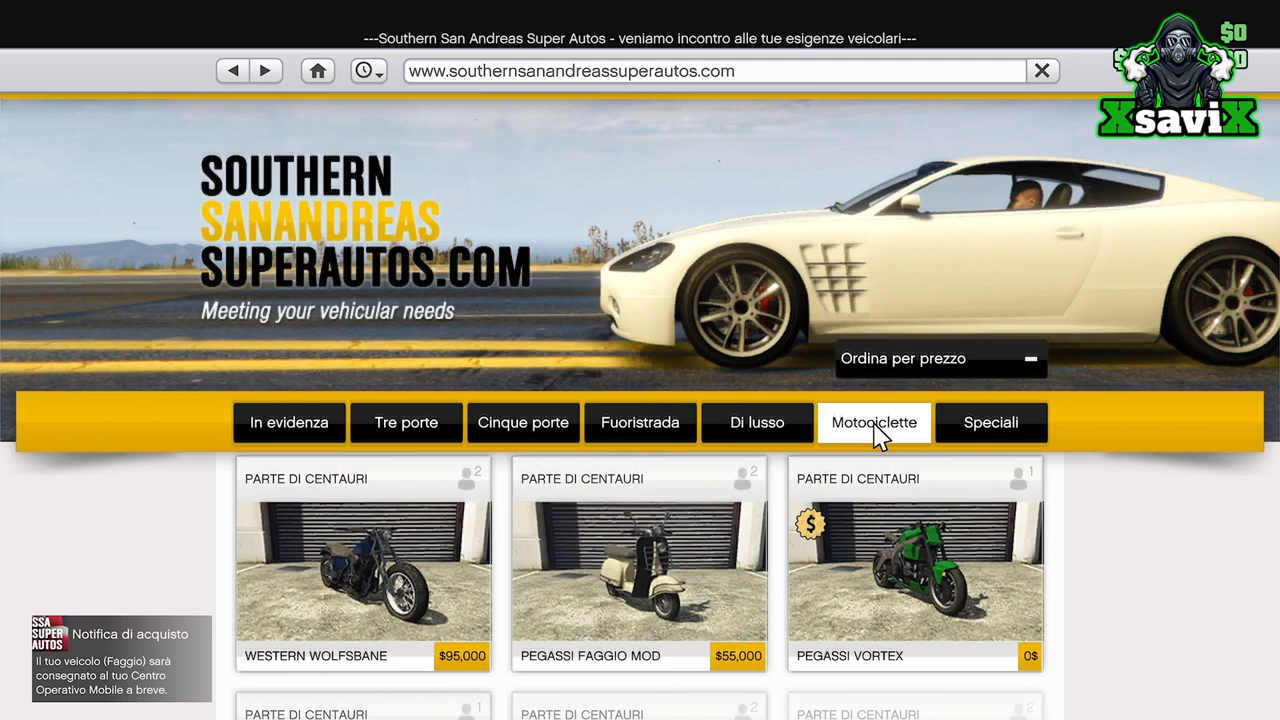 ---Southern San Andreas Super Autos - veniamo incontro alle tue esigenze veicolari---
$0
www.southernsanandreassuperautos.com
XsaviX
SOUTHERN
SANANDREAS
SUPERAUTOS.COM
Meeting your vehicular needs
Ordina per prezzo
In evidenza
Tre porte
Cinque porte
Fuoristrada
Di lusso
Motociclette
Speciali
PARTE DI CENTAURI 2
PARTE DI CENTAURI 2
PARTE DI CENTAURI 1
$
WESTERN WOLFSBANE $95,000
PEGASSI FAGGIO MOD $55,000
PEGASSI VORTEX 0$
SSA
SUPER
AUTOS
Notifica di acquisto
Il tuo veicolo (Faggio) sarà
consegnato al tuo Centro
Operativo Mobile a breve.
PARTE DI CENTAURI 1
PARTE DI CENTAURI 2
PARTE DI CENTAURI 2